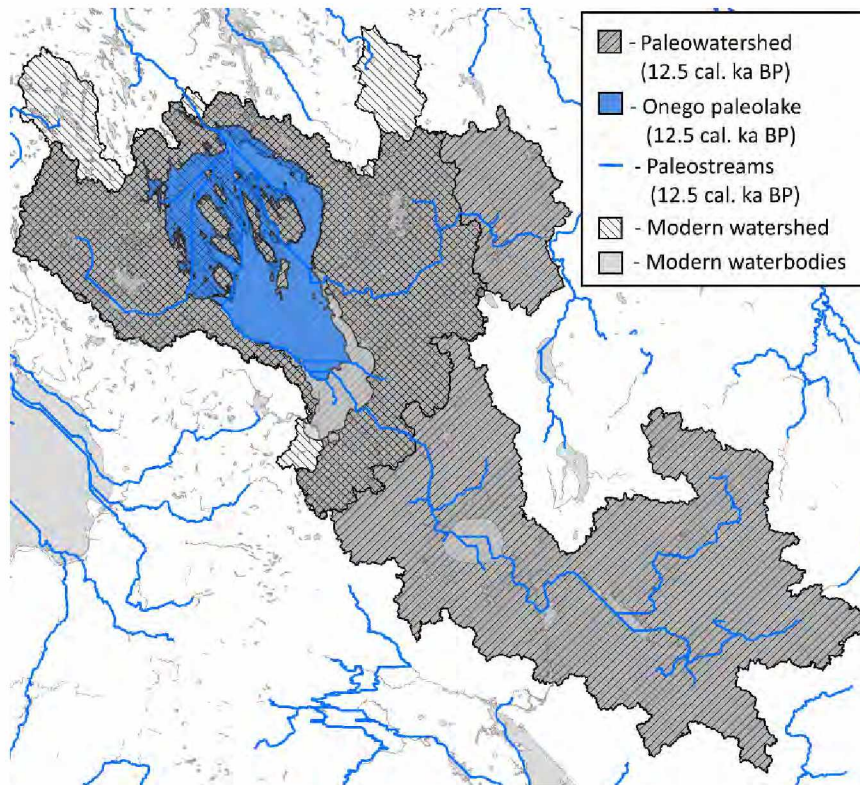 - Paleowatershed
(12.5 cal. ka BP)
- Onego paleolake
(12.5 cal. ka BP)
- Paleostreams
(12.5 cal. ka BP)
- Modern watershed
- Modern waterbodies